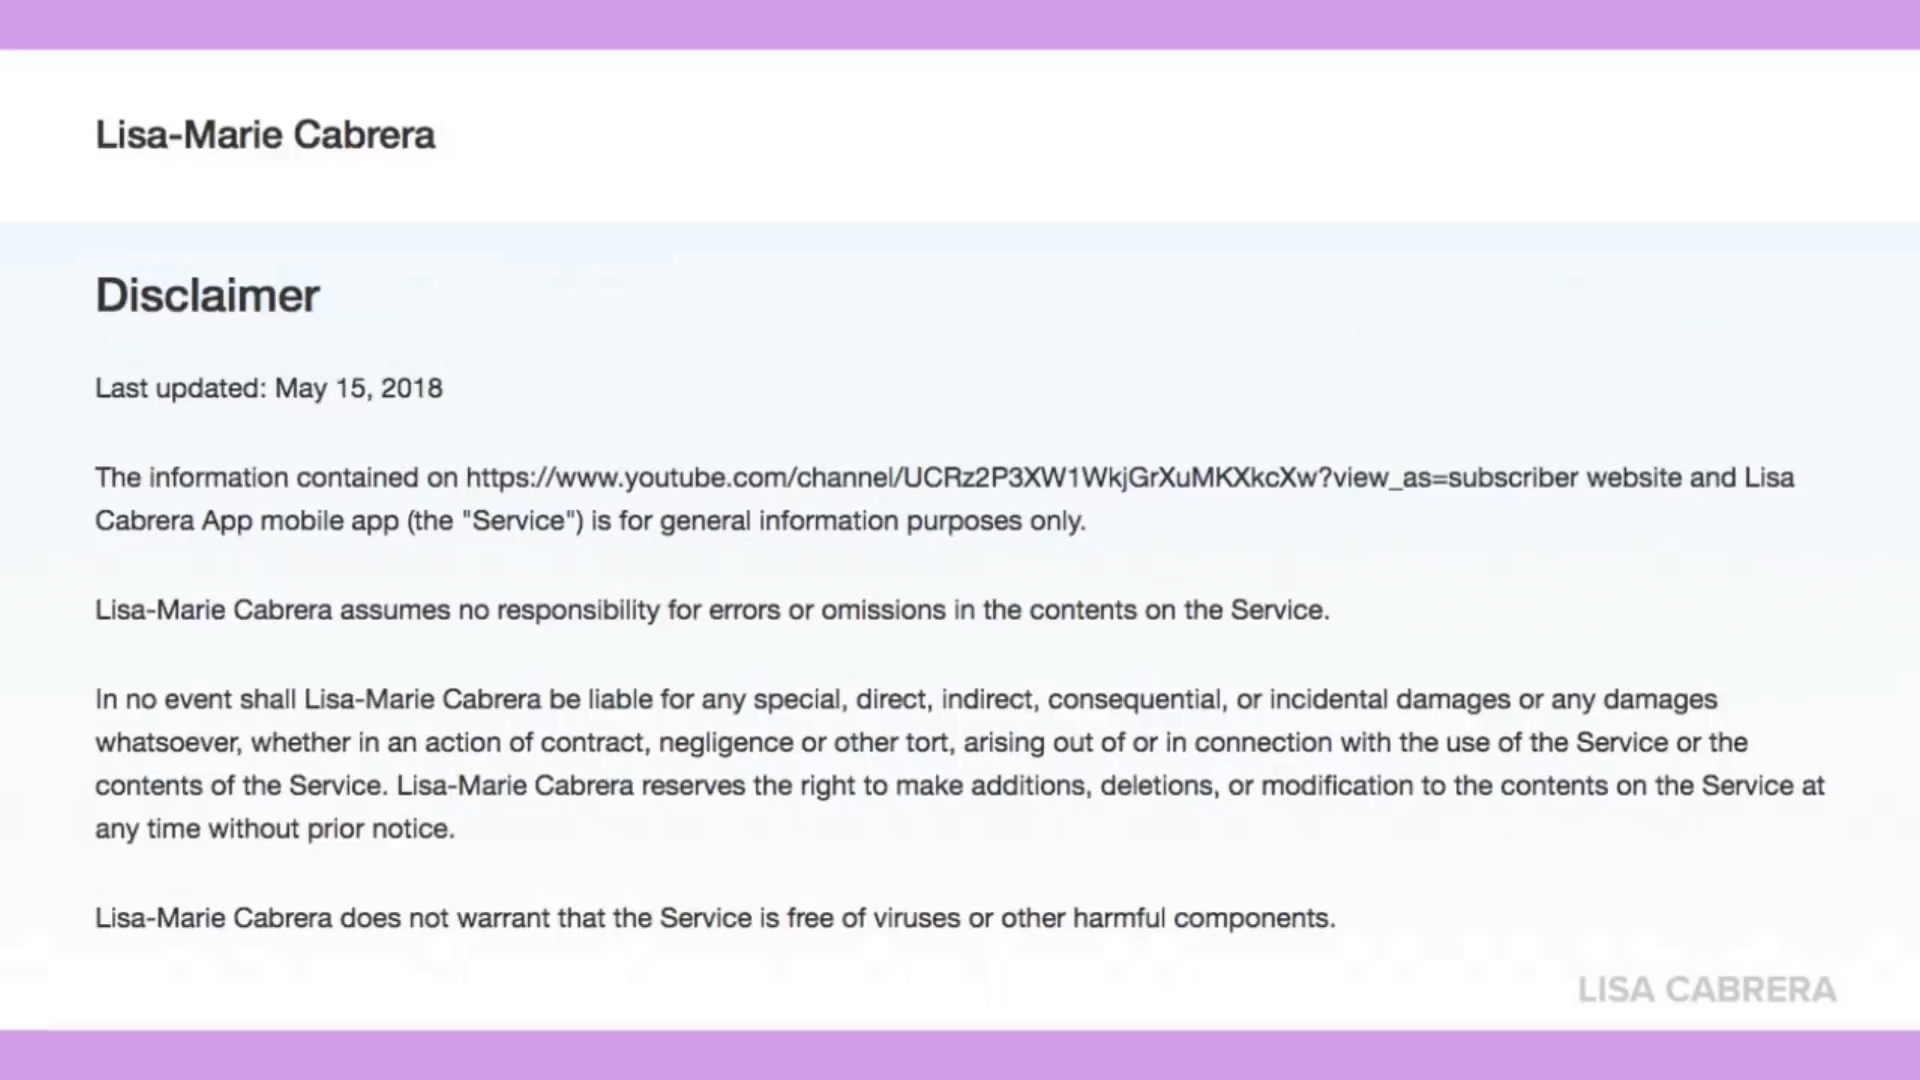 Lisa-Marie Cabrera
Disclaimer
Last updated: May 15, 2018
The information contained on https://www.youtube.com/channel/UCRz2P3XW1WkjGrXuMKXkcXw?view_as=subscriber website and Lisa
Cabrera App mobile app (the "Service") is for general information purposes only.
Lisa-Marie Cabrera assumes no responsibility for errors or omissions in the contents on the Service.
In no event shall Lisa-Marie Cabrera be liable for any special, direct, indirect, consequential, or incidental damages or any damages
whatsoever, whether in an action of contract, negligence or other tort, arising out of or in connection with the use of the Service or the
contents of the Service. Lisa-Marie Cabrera reserves the right to make additions, deletions, or modification to the contents on the Service at
any time without prior notice.
Lisa-Marie Cabrera does not warrant that the Service is free of viruses or other harmful components.
LISA CABRERA